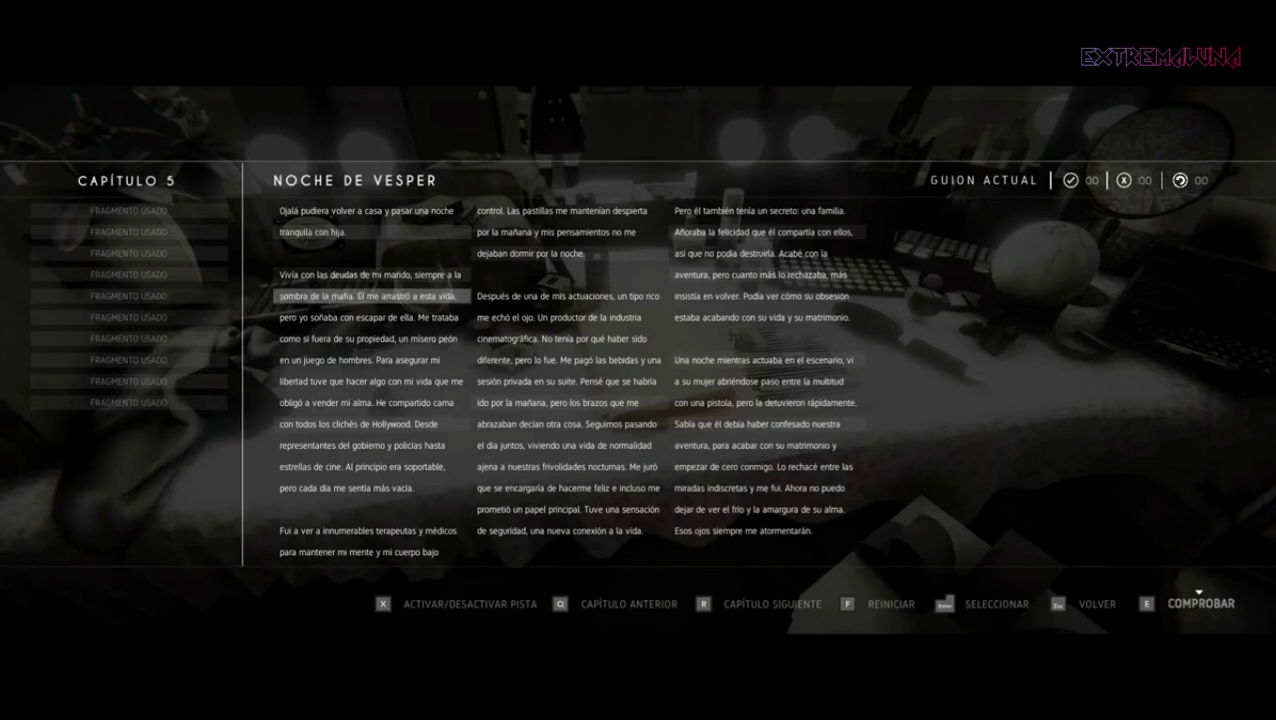 EXTREMAWNA
CAPÍTULO 5
NOCHE DE VESPER
GUION ACTUAL
00
X 00
00
FRAGMENTO USADO
FRAGMENTO USADO
FRAGMENTO USADO
FRAGMENTO USADO
FRAGMENTO USADO
FRAGMENTO USADO
FRAGMENTO USADO
FRAGMENTO USADO
FRAGMENTO USADO
FRAGMENTO USADO
Ojalá pudiera volver a casa y pasar una noche
tranquila con hija.
Vivía con las deudas de mi marido, siempre a la
sombra de la mafia. El me arrastró a esta vida,
pero yo soñaba con escapar de ella. Me trataba
como si fuera de su propiedad, un mísero peón
en un juego de hombres. Para asegurar mi
libertad tuve que hacer algo con mi vida que me
obligó a vender mi alma. He compartido cama
con todos los clichés de Hollywood. Desde
representantes del gobierno y policías hasta
estrellas de cine. Al principio era soportable,
pero cada día me sentía más vacía.
Fui a ver a innumerables terapeutas y médicos
para mantener mi mente y mi cuerpo bajo
control. Las pastillas me mantenían despierta
por la mañana y mis pensamientos no me
dejaban dormir por la noche.
Después de una de mis actuaciones, un tipo rico
me echó el ojo. Un productor de la industria
cinematográfica. No tenía por qué haber sido
diferente, pero lo fue. Me pagó las bebidas y una
sesión privada en su suite. Pensé que se habría
ido por la mañana, pero los brazos que me
abrazaban decían otra cosa. Seguimos pasando
el día juntos, viviendo una vida de normalidad
ajena a nuestras frivolidades nocturnas. Me juró
que se encargaría de hacerme feliz e incluso me
prometió un papel principal. Tuve una sensación
de seguridad, una nueva conexión a la vida.
Pero él también tenía un secreto: una familia.
Añoraba la felicidad que él compartía con ellos,
así que no podía destruirla. Acabé con la
aventura, pero cuanto más lo rechazaba, más
insistía en volver. Podía ver cómo su obsesión
estaba acabando con su vida y su matrimonio.
Una noche mientras actuaba en el escenario, vi
a su mujer abriéndose paso entre la multitud
con una pistola, pero la detuvieron rápidamente.
Sabía que él debía haber confesado nuestra
aventura, para acabar con su matrimonio y
empezar de cero conmigo. Lo rechacé entre las
miradas indiscretas y me fui. Ahora no puedo
dejar de ver el frío y la amargura de su alma.
Esos ojos siempre me atormentarán.
X ACTIVAR/DESACTIVAR PISTA
Q CAPÍTULO ANTERIOR
R CAPÍTULO SIGUIENTE
F REINICIAR
Enter SELECCIONAR
Esc VOLVER
E COMPROBAR